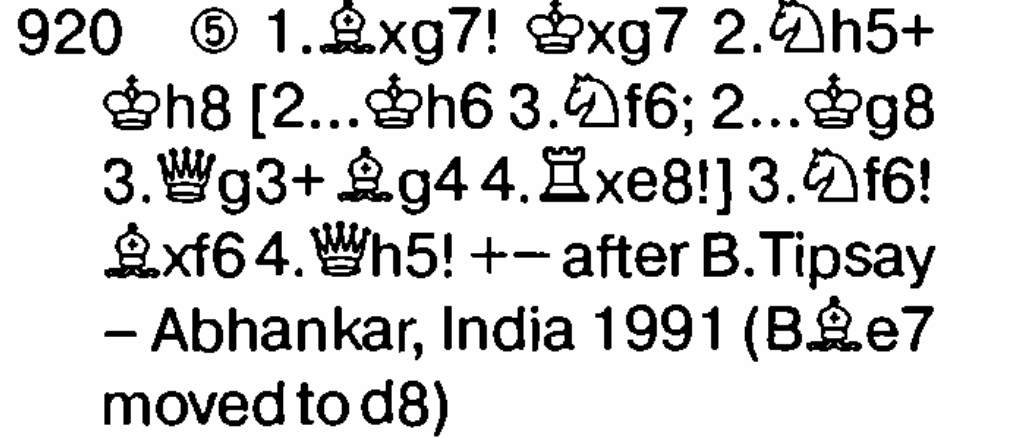 920 ⑤ 1.♗xg7! ♔xg7 2.♘h5+
♔h8 [2...♔h6 3.♘f6; 2...♔g8
3.♕g3+ ♗g4 4.♖xe8!] 3.♘f6!
♗xf6 4.♕h5! +− after B.Tipsay
– Abhankar, India 1991 (B♗e7
moved to d8)